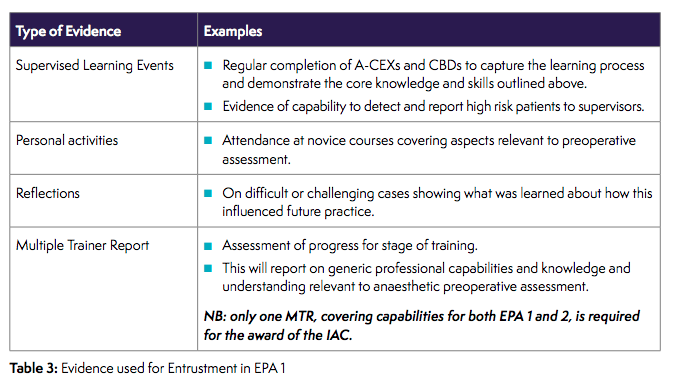 Type of Evidence
Examples
Supervised Learning Events
■ Regular completion of A-CEXs and CBDs to capture the learning process
and demonstrate the core knowledge and skills outlined above.
■ Evidence of capability to detect and report high risk patients to supervisors.
Personal activities
■ Attendance at novice courses covering aspects relevant to preoperative
assessment.
Reflections
■ On difficult or challenging cases showing what was learned about how this
influenced future practice.
Multiple Trainer Report
■ Assessment of progress for stage of training.
■ This will report on generic professional capabilities and knowledge and
understanding relevant to anaesthetic preoperative assessment.
NB: only one MTR, covering capabilities for both EPA 1 and 2, is required
for the award of the IAC.
Table 3: Evidence used for Entrustment in EPA 1